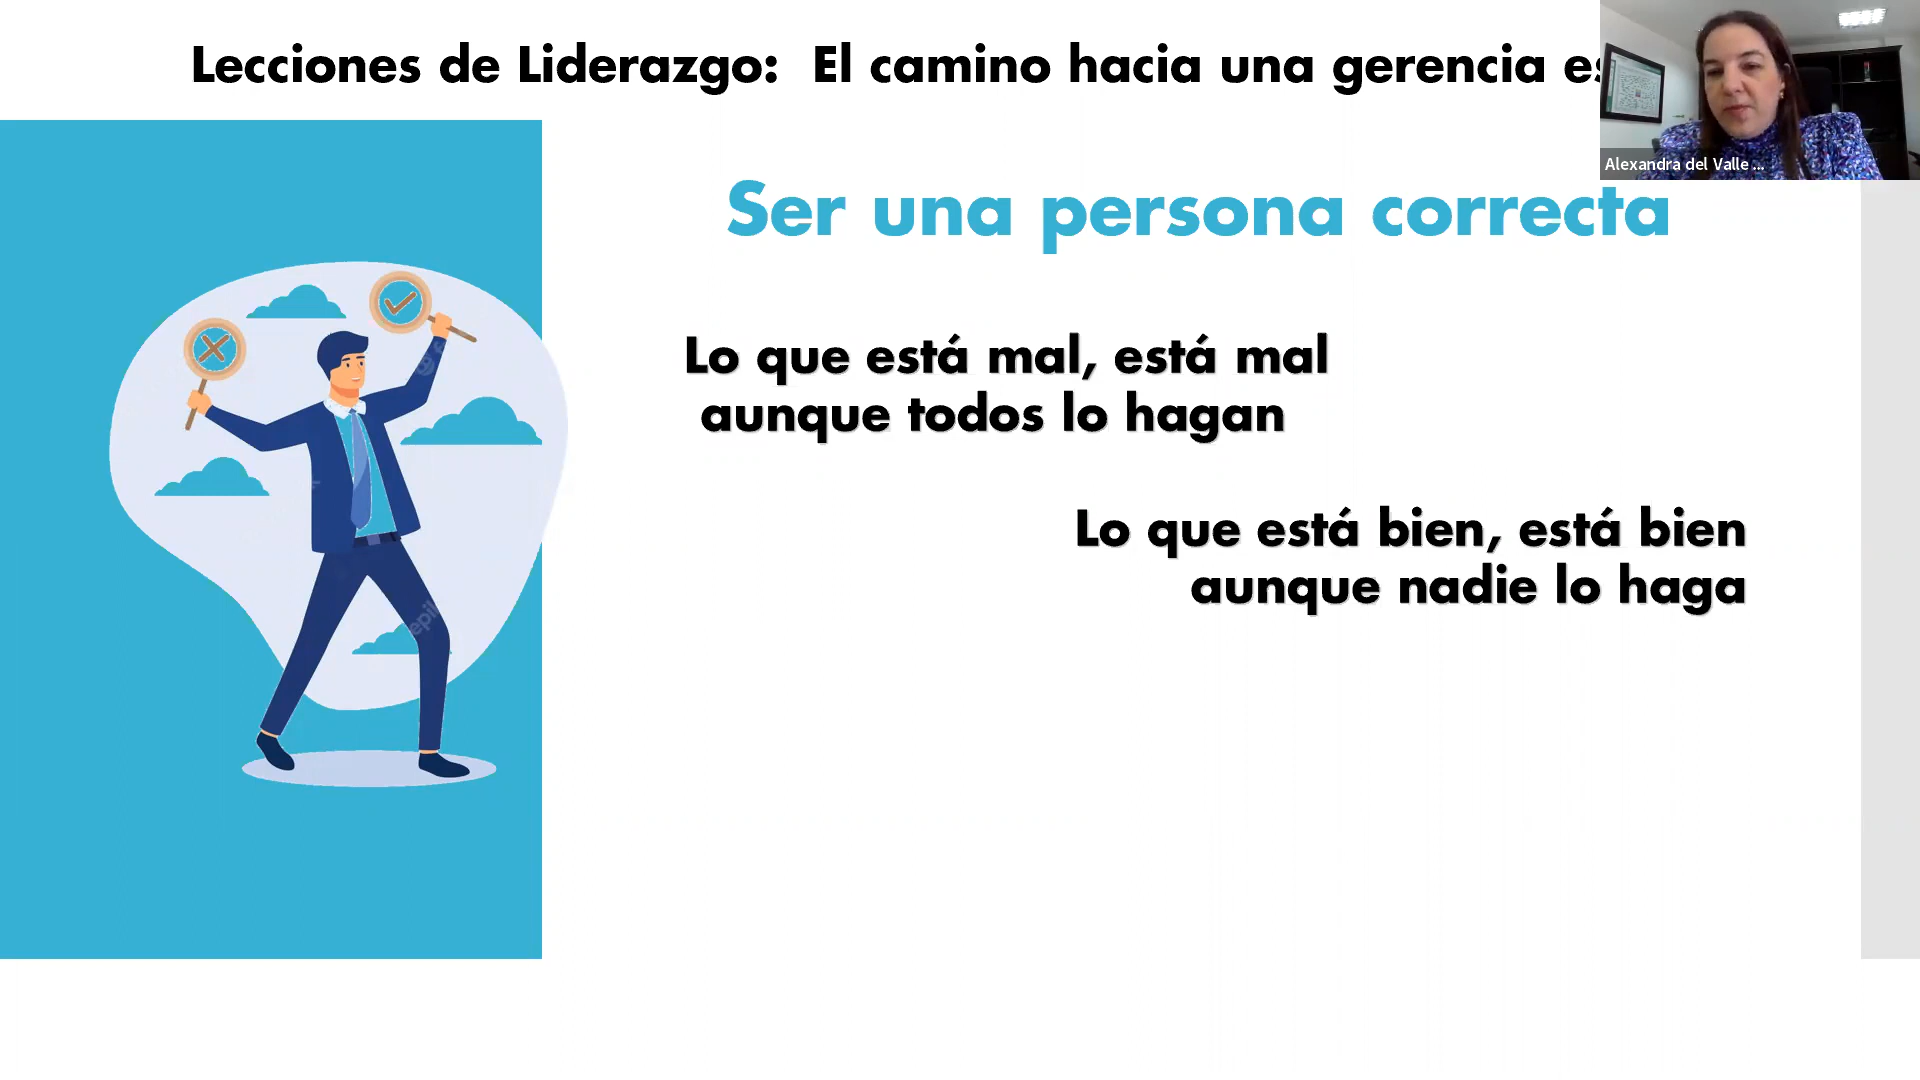 Lecciones de Liderazgo: El camino hacia una gerencia es
Alexandra del Valle ...
Ser una persona correcta
Lo que está mal, está mal
aunque todos lo hagan
Lo que está bien, está bien
aunque nadie lo haga